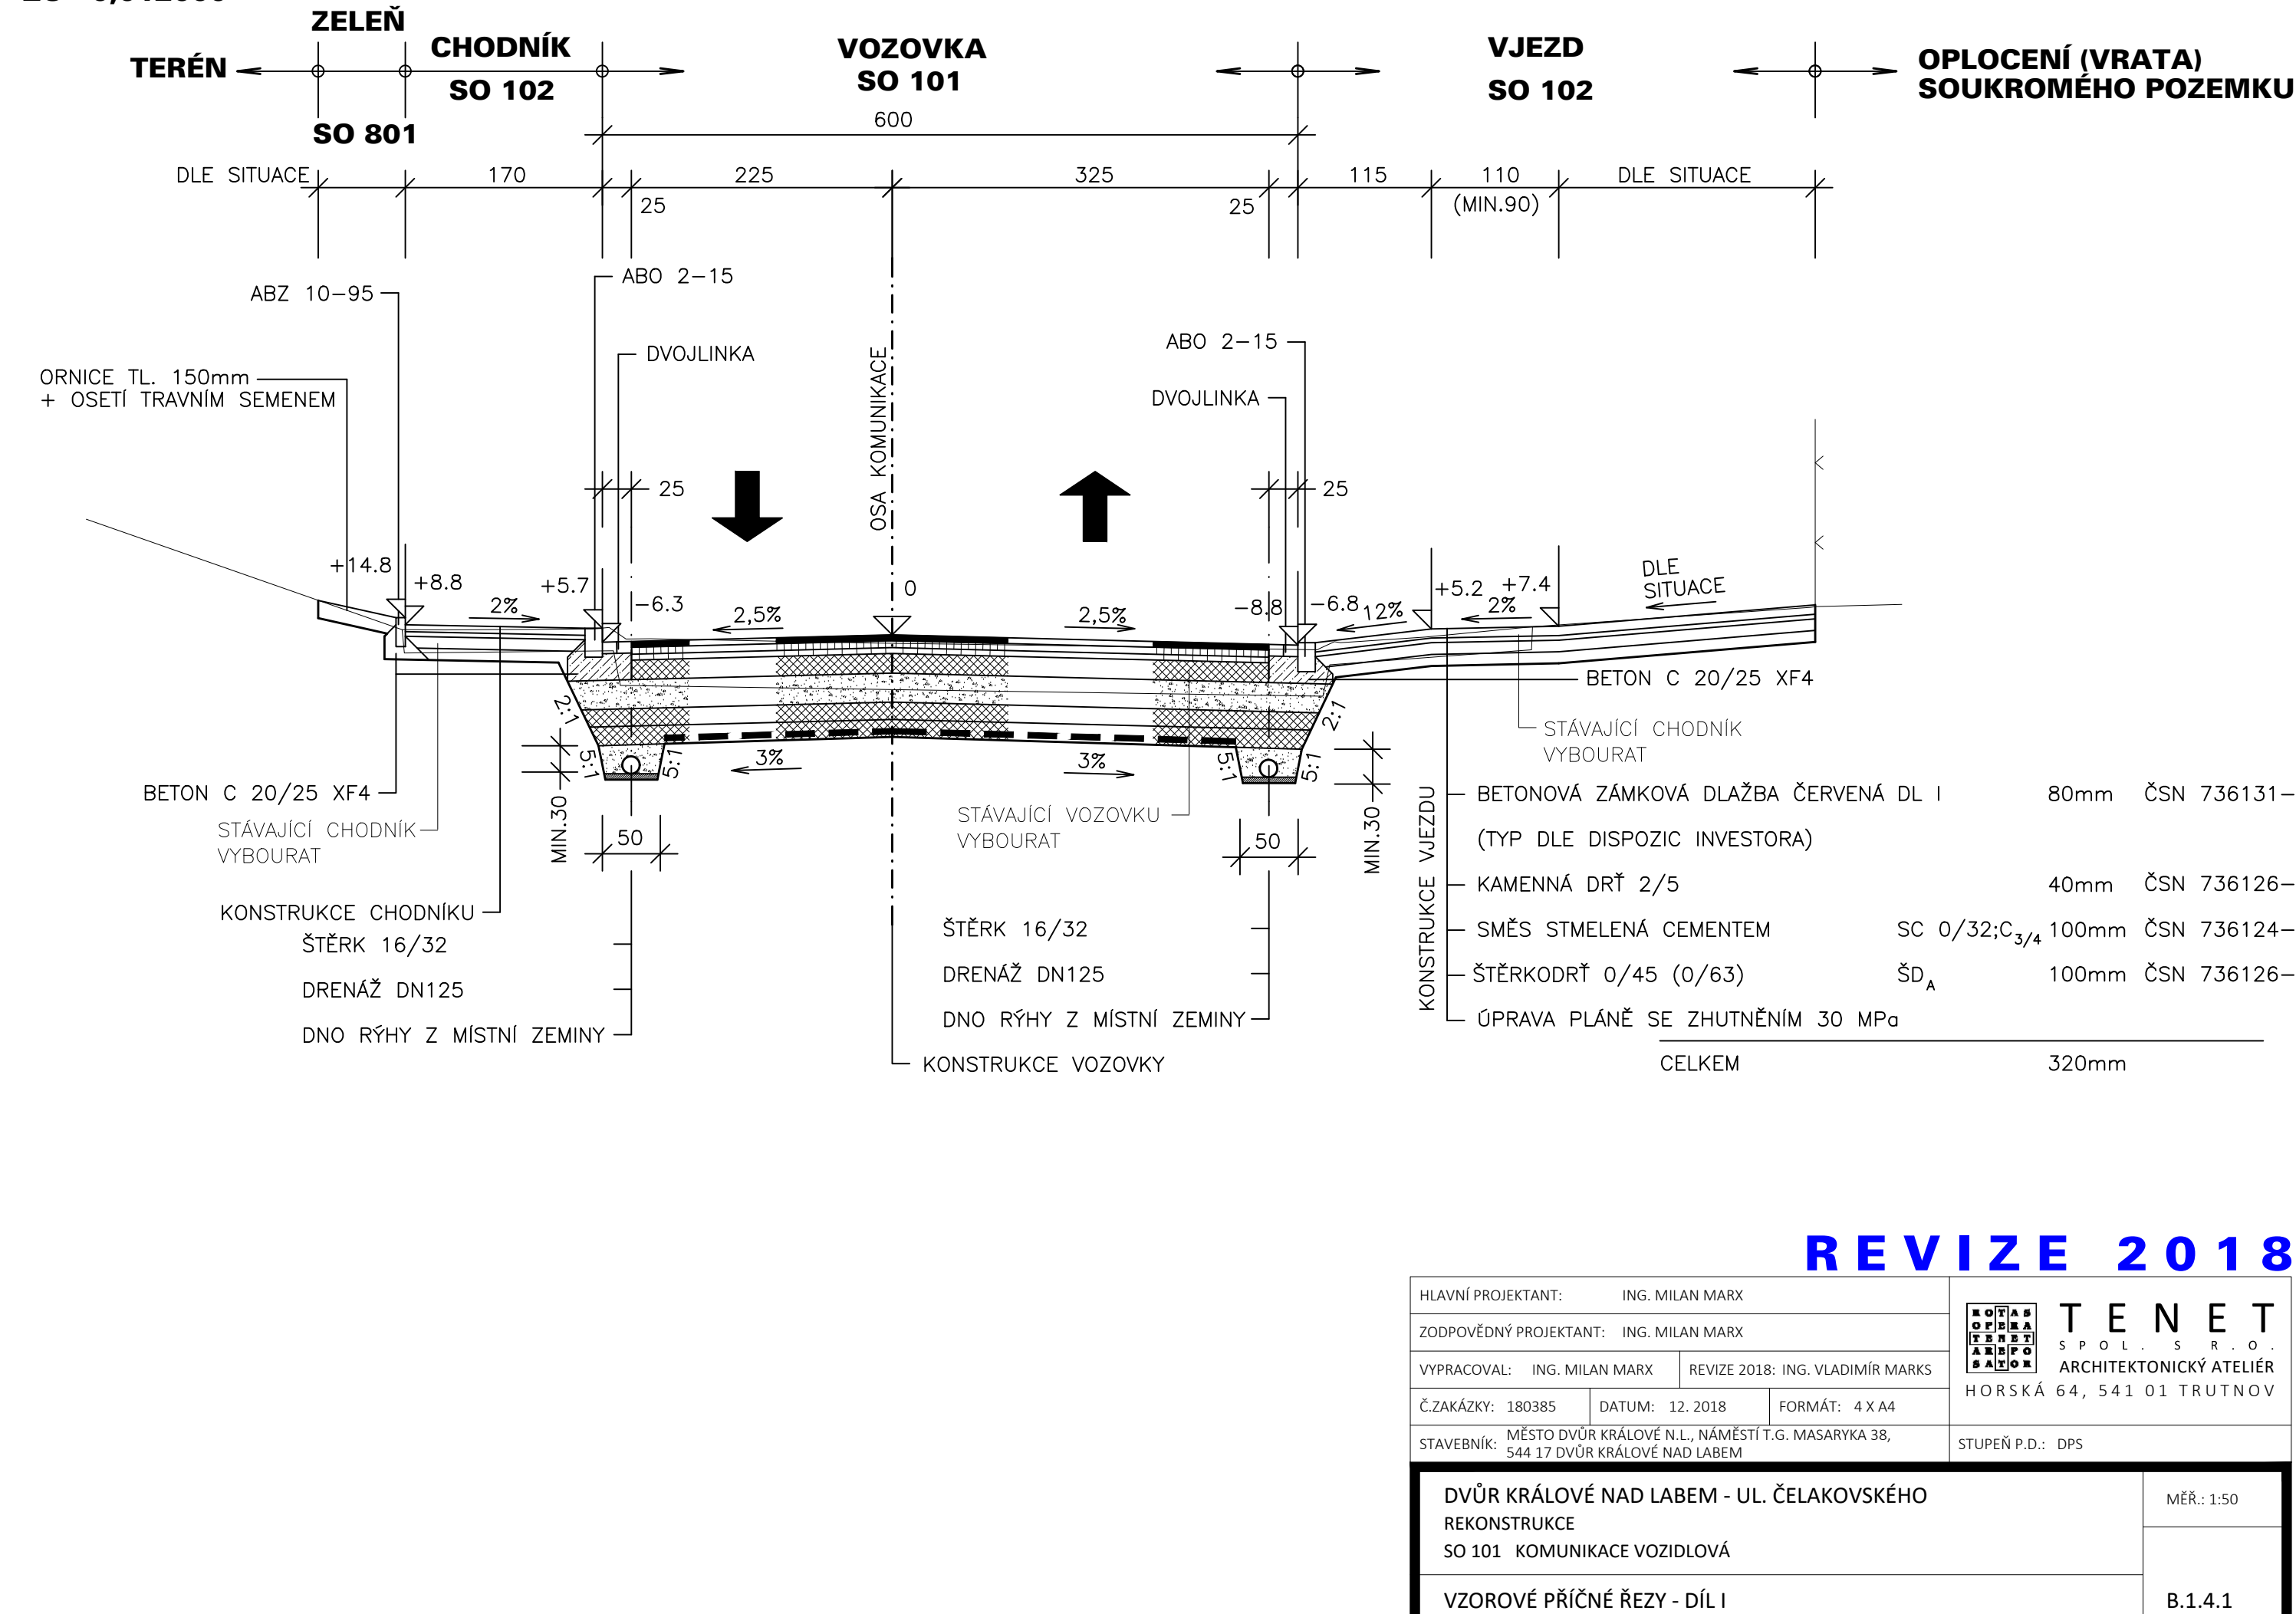 ZELEŇ
TERÉN
CHODNÍK
SO 102
SO 801
VOZOVKA
SO 101
VJEZD
SO 102
OPLOCENÍ (VRATA)
SOUKROMÉHO POZEMKU
600
DLE SITUACE
170
225
325
115
110
DLE SITUACE
25
25
(MIN.90)
ABO 2-15
ABZ 10-95
ABO 2-15
DVOJLINKA
ORNICE TL. 150mm
+ OSETÍ TRAVNÍM SEMENEM
DVOJLINKA
OSA KOMUNIKACE
25
25
+14.8
+8.8
+5.7
-6.3
0
-8.8
-6.8
+5.2
+7.4
DLE
SITUACE
2%
2,5%
2,5%
12%
2%
BETON C 20/25 XF4
2:1
2:1
STÁVAJÍCÍ CHODNÍK
VYBOURAT
5:1
5:1
3%
3%
5:1
5:1
BETON C 20/25 XF4
MIN.30
50
50
MIN.30
STÁVAJÍCÍ CHODNÍK
VYBOURAT
STÁVAJÍCÍ VOZOVKU
VYBOURAT
KONSTRUKCE CHODNÍKU
ŠTĚRK 16/32
DRENÁŽ DN125
DNO RÝHY Z MÍSTNÍ ZEMINY
ŠTĚRK 16/32
DRENÁŽ DN125
DNO RÝHY Z MÍSTNÍ ZEMINY
KONSTRUKCE VOZOVKY
KONSTRUKCE VJEZDU
BETONOVÁ ZÁMKOVÁ DLAŽBA ČERVENÁ DL I 80mm ČSN 736131-
(TYP DLE DISPOZIC INVESTORA)
KAMENNÁ DRŤ 2/5 40mm ČSN 736126-
SMĚS STMELENÁ CEMENTEM SC 0/32;C3/4 100mm ČSN 736124-
ŠTĚRKODRŤ 0/45 (0/63) ŠDA 100mm ČSN 736126-
ÚPRAVA PLÁNĚ SE ZHUTNĚNÍM 30 MPa
CELKEM 320mm
REVIZE 2018
HLAVNÍ PROJEKTANT: ING. MILAN MARX
ZODPOVĚDNÝ PROJEKTANT: ING. MILAN MARX
VYPRACOVAL: ING. MILAN MARX REVIZE 2018: ING. VLADIMÍR MARKS
Č.ZAKÁZKY: 180385 DATUM: 12. 2018 FORMÁT: 4 X A4
STAVEBNÍK: MĚSTO DVŮR KRÁLOVÉ N.L., NÁMĚSTÍ T.G. MASARYKA 38,
544 17 DVŮR KRÁLOVÉ NAD LABEM
ROTAS
OPERA
TENET
AREPO
SATOR
TENET
SPOL. S R.O.
ARCHITEKTONICKÝ ATELIÉR
HORSKÁ 64, 541 01 TRUTNOV
STUPEŇ P.D.: DPS
DVŮR KRÁLOVÉ NAD LABEM - UL. ČELAKOVSKÉHO
REKONSTRUKCE
SO 101 KOMUNIKACE VOZIDLOVÁ
MĚŘ.: 1:50
VZOROVÉ PŘÍČNÉ ŘEZY - DÍL I
B.1.4.1